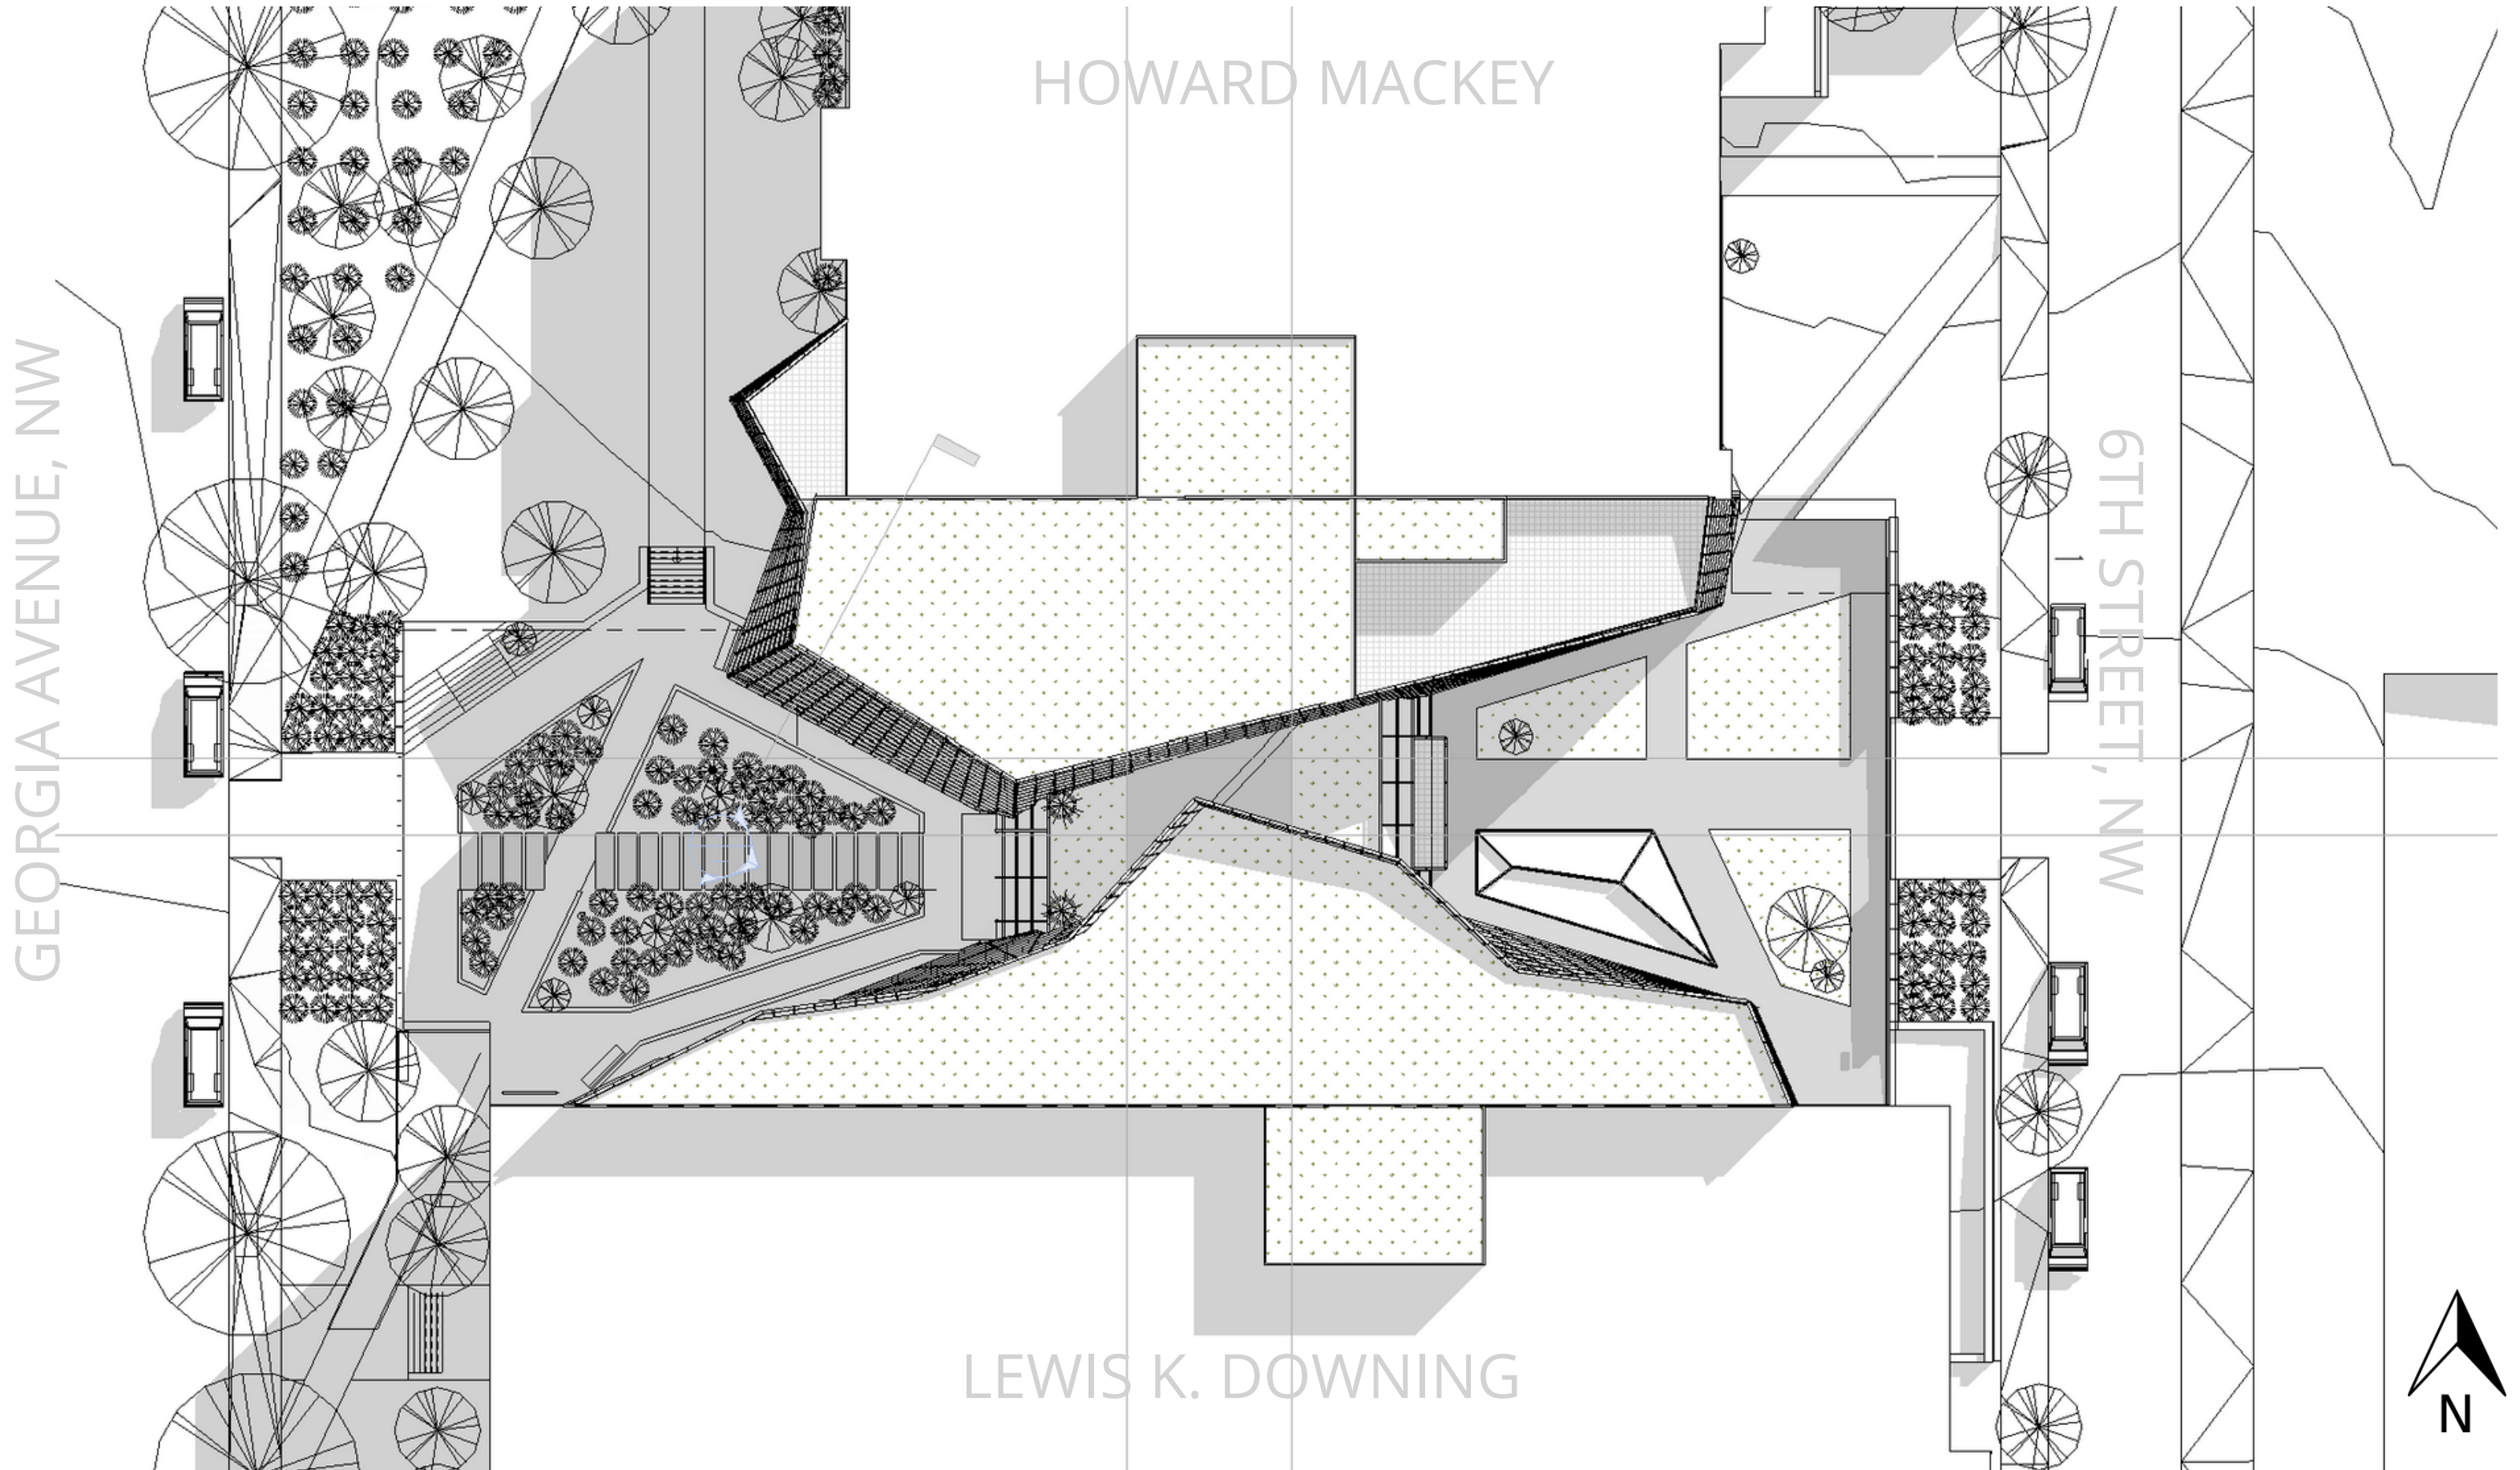 HOWARD MACKEY
GEORGIA AVENUE, NW
6TH STREET, NW
LEWIS K. DOWNING
N